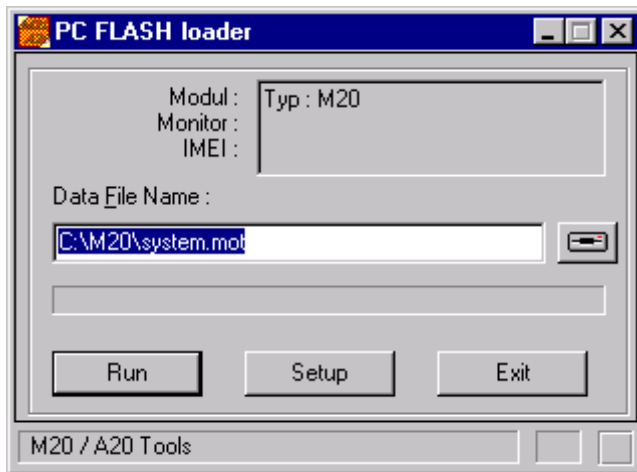 PC FLASH loader
Modul :
Typ : M20
Monitor :
IMEI :
Data File Name :
C:\M20\system.mot
Run
Setup
Exit
M20 / A20 Tools